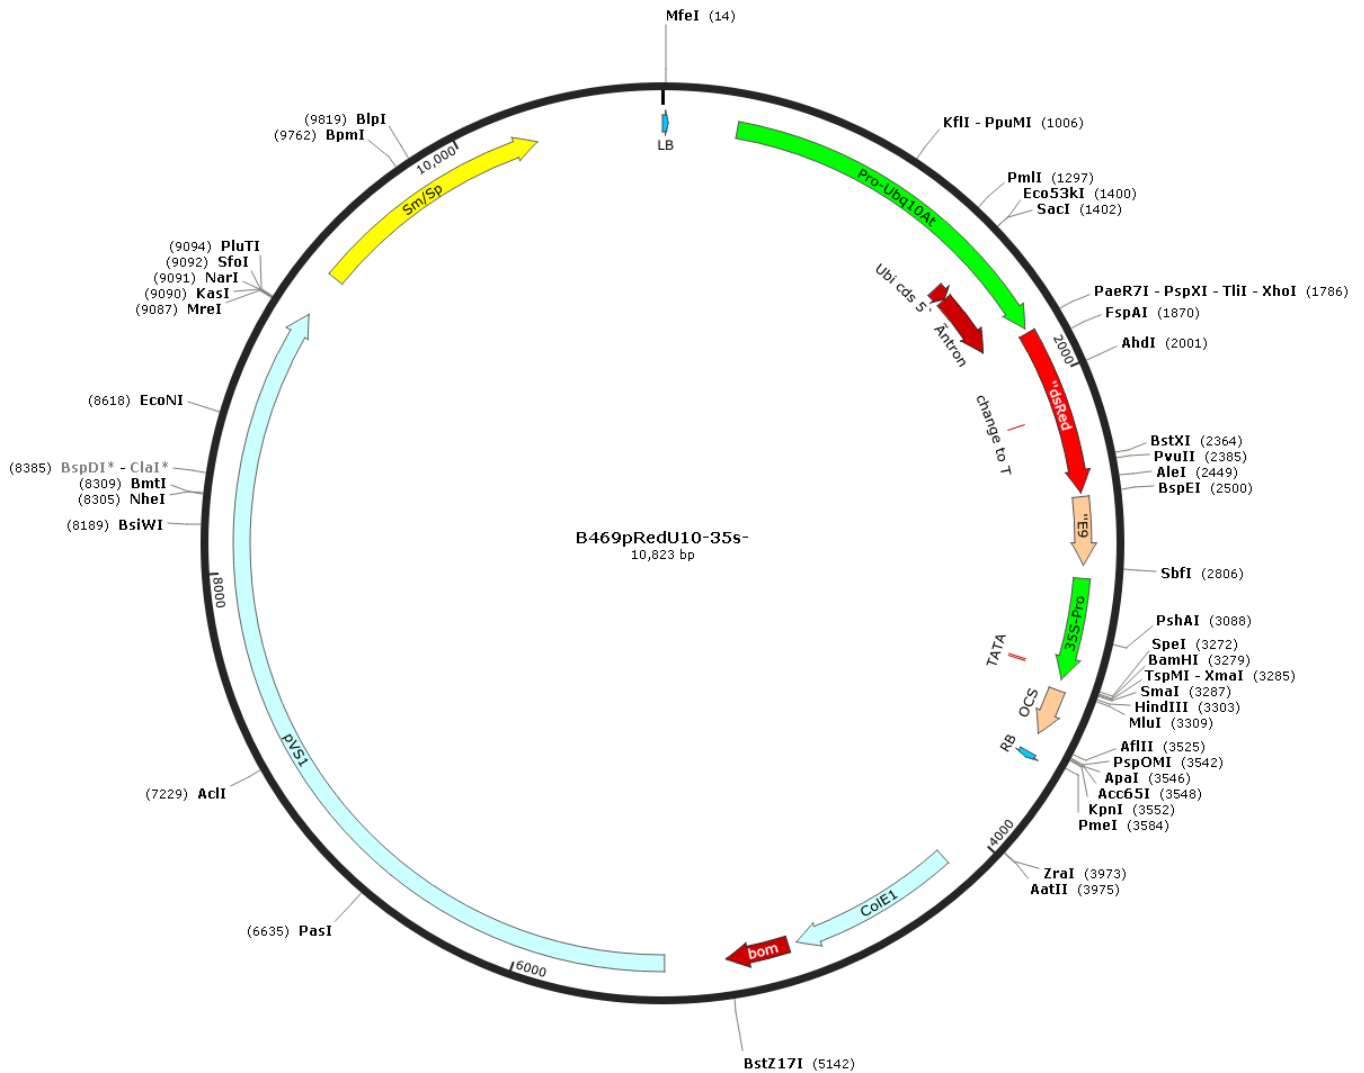 MfeI (14)
KflI - PpuMI (1006)
PmlI (1297)
Eco53kI (1400)
SacI (1402)
PaeR7I - PspXI - TliI - XhoI (1786)
FspAI (1870)
AhdI (2001)
BstXI (2364)
PvuII (2385)
AleI (2449)
BspEI (2500)
SbfI (2806)
PshAI (3088)
SpeI (3272)
BamHI (3279)
TspMI - XmaI (3285)
SmaI (3287)
HindIII (3303)
MluI (3309)
AflII (3525)
PspOMI (3542)
ApaI (3546)
Acc65I (3548)
KpnI (3552)
PmeI (3584)
ZraI (3973)
AatII (3975)
BstZ17I (5142)
(6635) PasI
(7229) AclI
(8189) BsiWI
(8305) NheI
(8309) BmtI
(8385) BspDI* - ClaI*
(8618) EcoNI
(9087) MreI
(9090) KasI
(9091) NarI
(9092) SfoI
(9094) PluTI
(9762) BpmI
(9819) BlpI
LB
Pro-Ubq10At
Ubi cds 5'
Ãntron
"dsRed
change to T
"E9
35S-Pro
TATA
OCS
RB
ColE1
bom
pVS1
Sm/Sp
2000
4000
6000
8000
10,000
B469pRedU10-35s-
10,823 bp